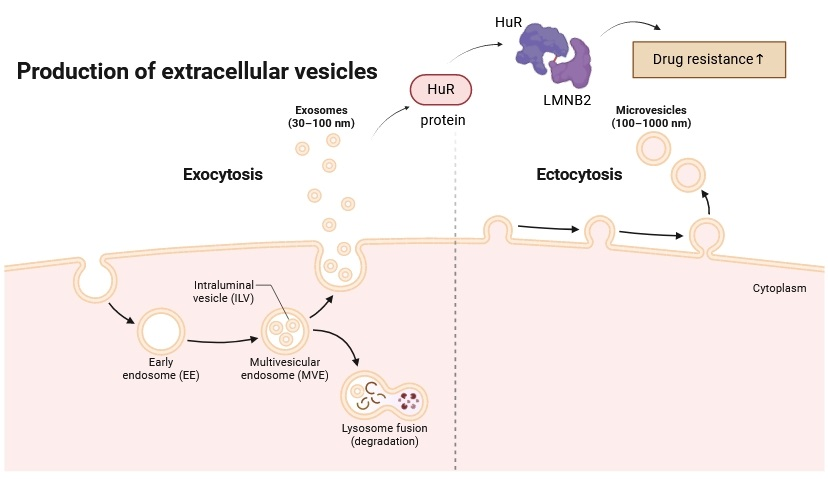 HuR
Production of extracellular vesicles
Drug resistance↑
HuR
LMNB2
protein
Exosomes
(30–100 nm)
Microvesicles
(100–1000 nm)
Exocytosis
Ectocytosis
Intraluminal
vesicle (ILV)
Cytoplasm
Early
endosome (EE)
Multivesicular
endosome (MVE)
Lysosome fusion
(degradation)